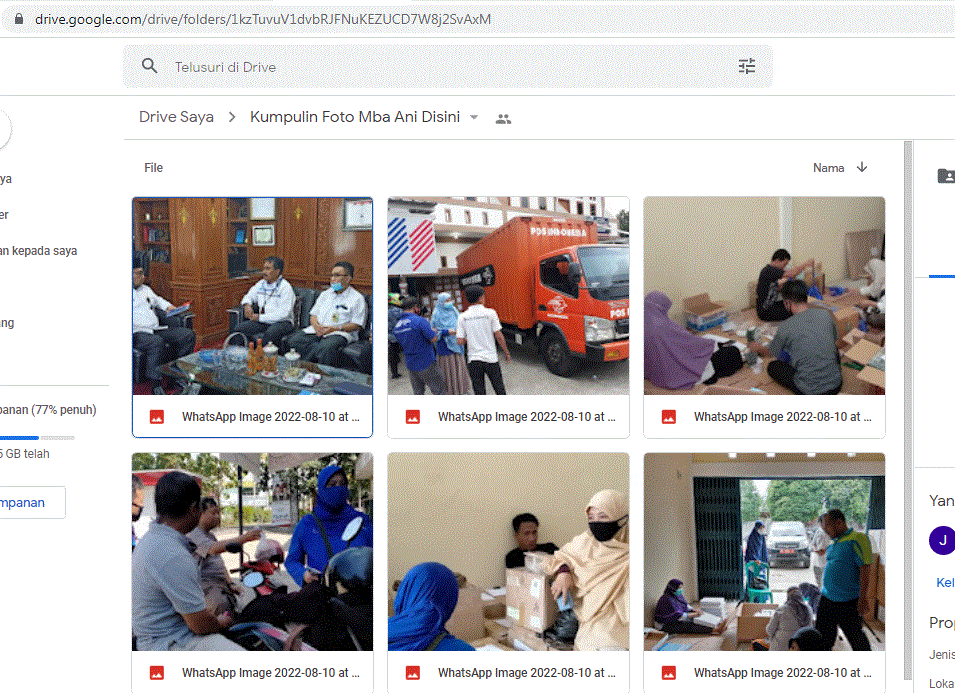 drive.google.com/drive/folders/1kzTuvuV1dvbRJFNuKEZUCD7W8j2SvAxM
Telusuri di Drive
Drive Saya > Kumpulin Foto Mba Ani Disini
File
Nama
ya
er
an kepada saya
ng
panan (77% penuh)
5 GB telah
mpanan
POS INDONESIA
POS IND
WhatsApp Image 2022-08-10 at ...
WhatsApp Image 2022-08-10 at ...
WhatsApp Image 2022-08-10 at ...
WhatsApp Image 2022-08-10 at ...
WhatsApp Image 2022-08-10 at ...
WhatsApp Image 2022-08-10 at ...
Yan
J
Kel
Prop
Jenis
Loka